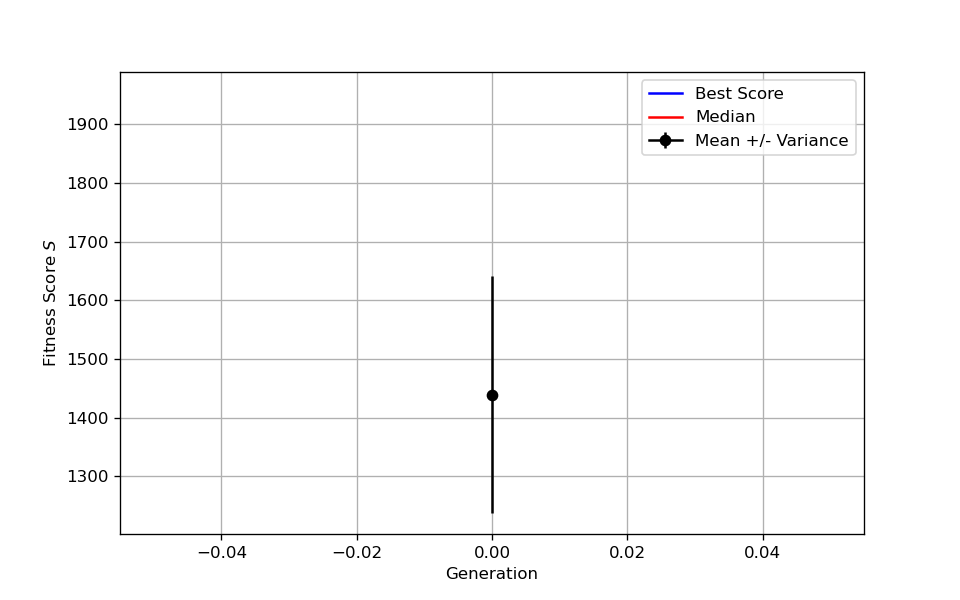 Best Score
Median
Mean +/- Variance
1900
1800
1700
1600
1500
1400
1300
Fitness Score S
−0.04
−0.02
0.00
0.02
0.04
Generation